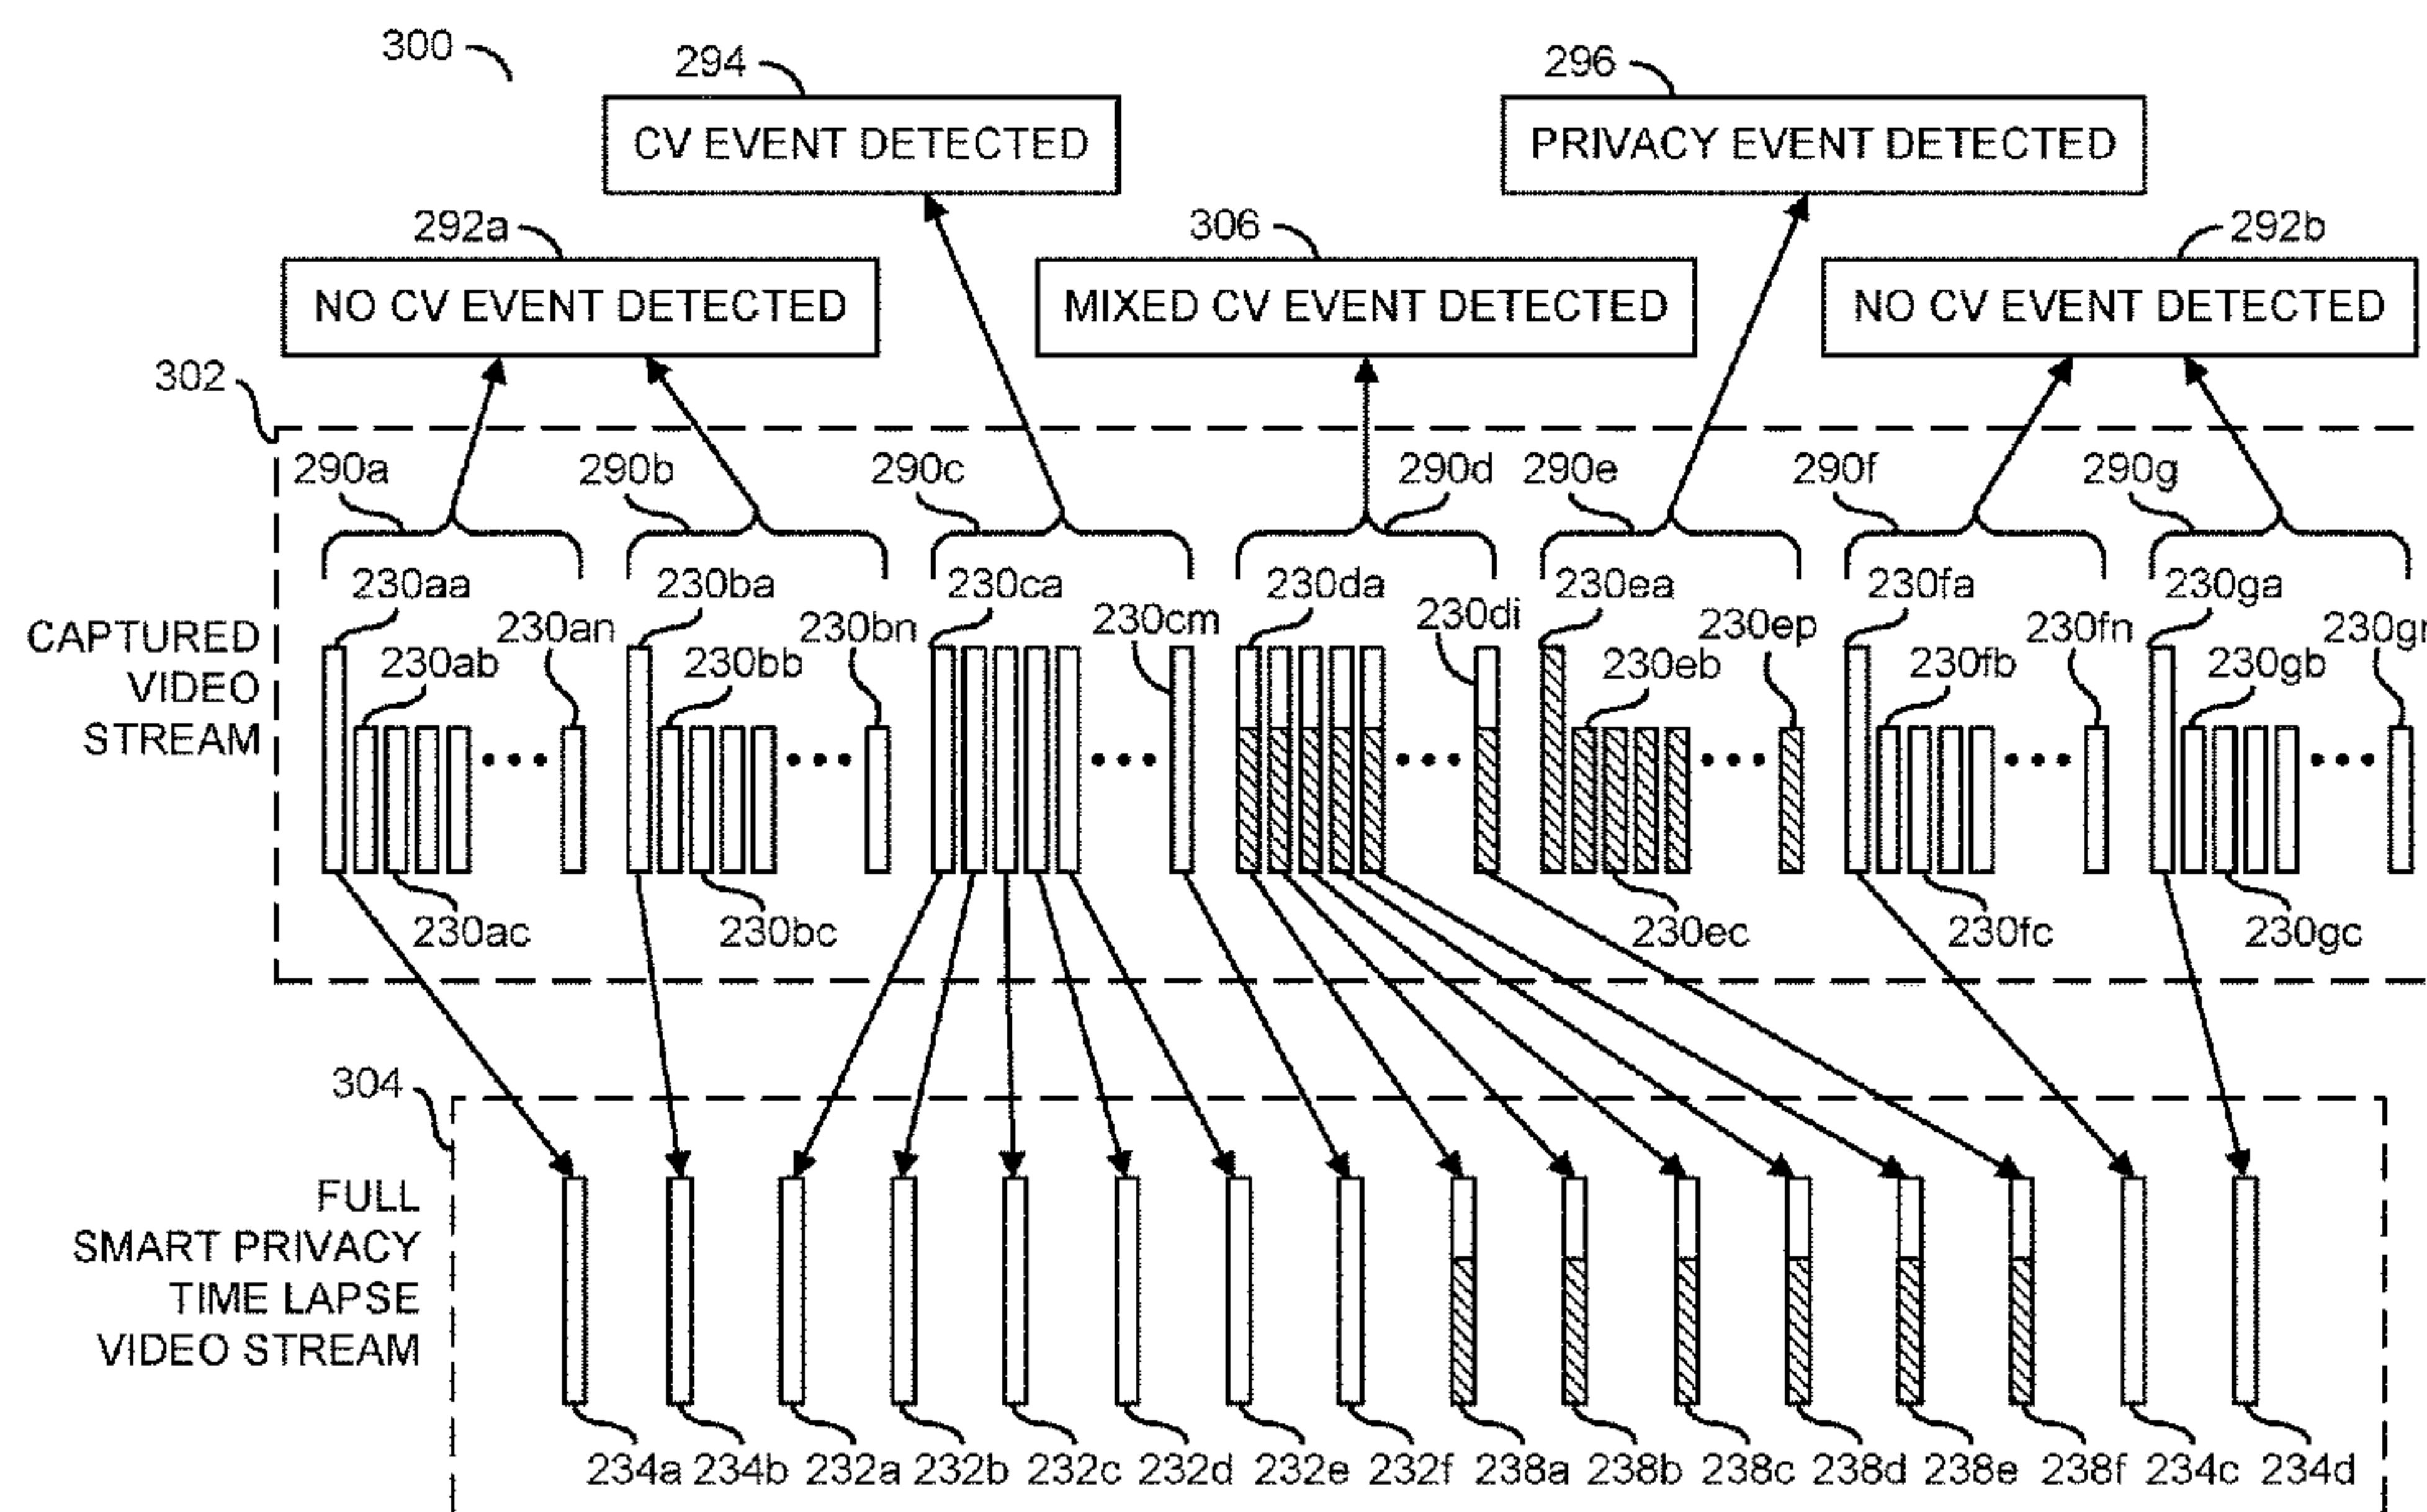 300
294
296
CV EVENT DETECTED
PRIVACY EVENT DETECTED
292a
306
292b
NO CV EVENT DETECTED
MIXED CV EVENT DETECTED
NO CV EVENT DETECTED
302
290a
290b
290c
290d
290e
290f
290g
230aa
230ba
230ca
230da
230ea
230fa
230ga
230an
230bn
230cm
230di
230ep
230fn
230ab
230bb
230eb
230fb
230gb
CAPTURED
VIDEO
STREAM
230ac
230bc
230ec
230fc
230gc
304
FULL
SMART PRIVACY
TIME LAPSE
VIDEO STREAM
234a 234b 232a 232b 232c 232d 232e 232f 238a 238b 238c 238d 238e 238f 234c 234d